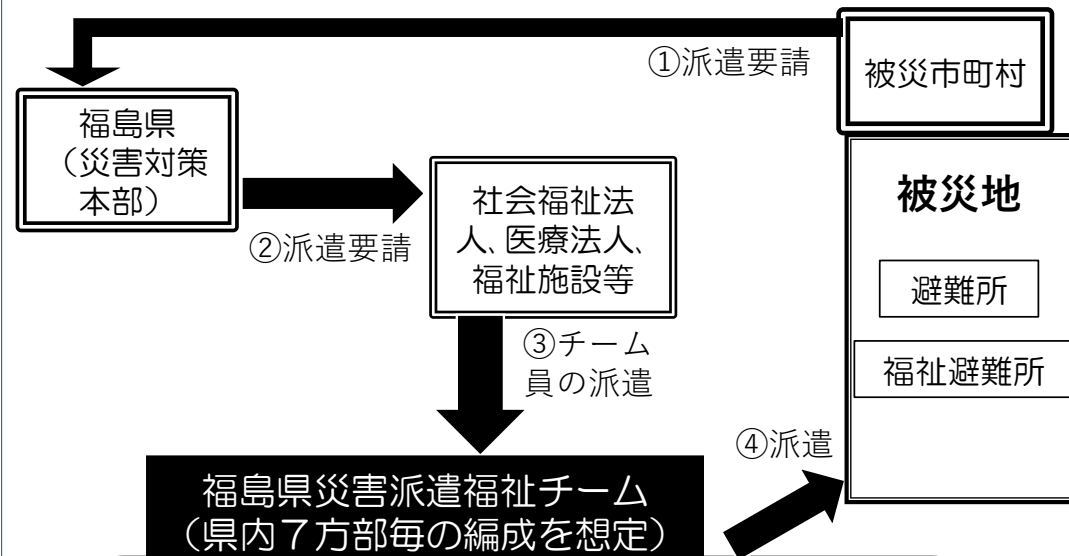 ①派遣要請
被災市町村
福島県
（災害対策
本部）
②派遣要請
社会福祉法
人、医療法人、
福祉施設等
③チーム
員の派遣
福島県災害派遣福祉チーム
（県内７方部毎の編成を想定）
④派遣
被災地
避難所
福祉避難所